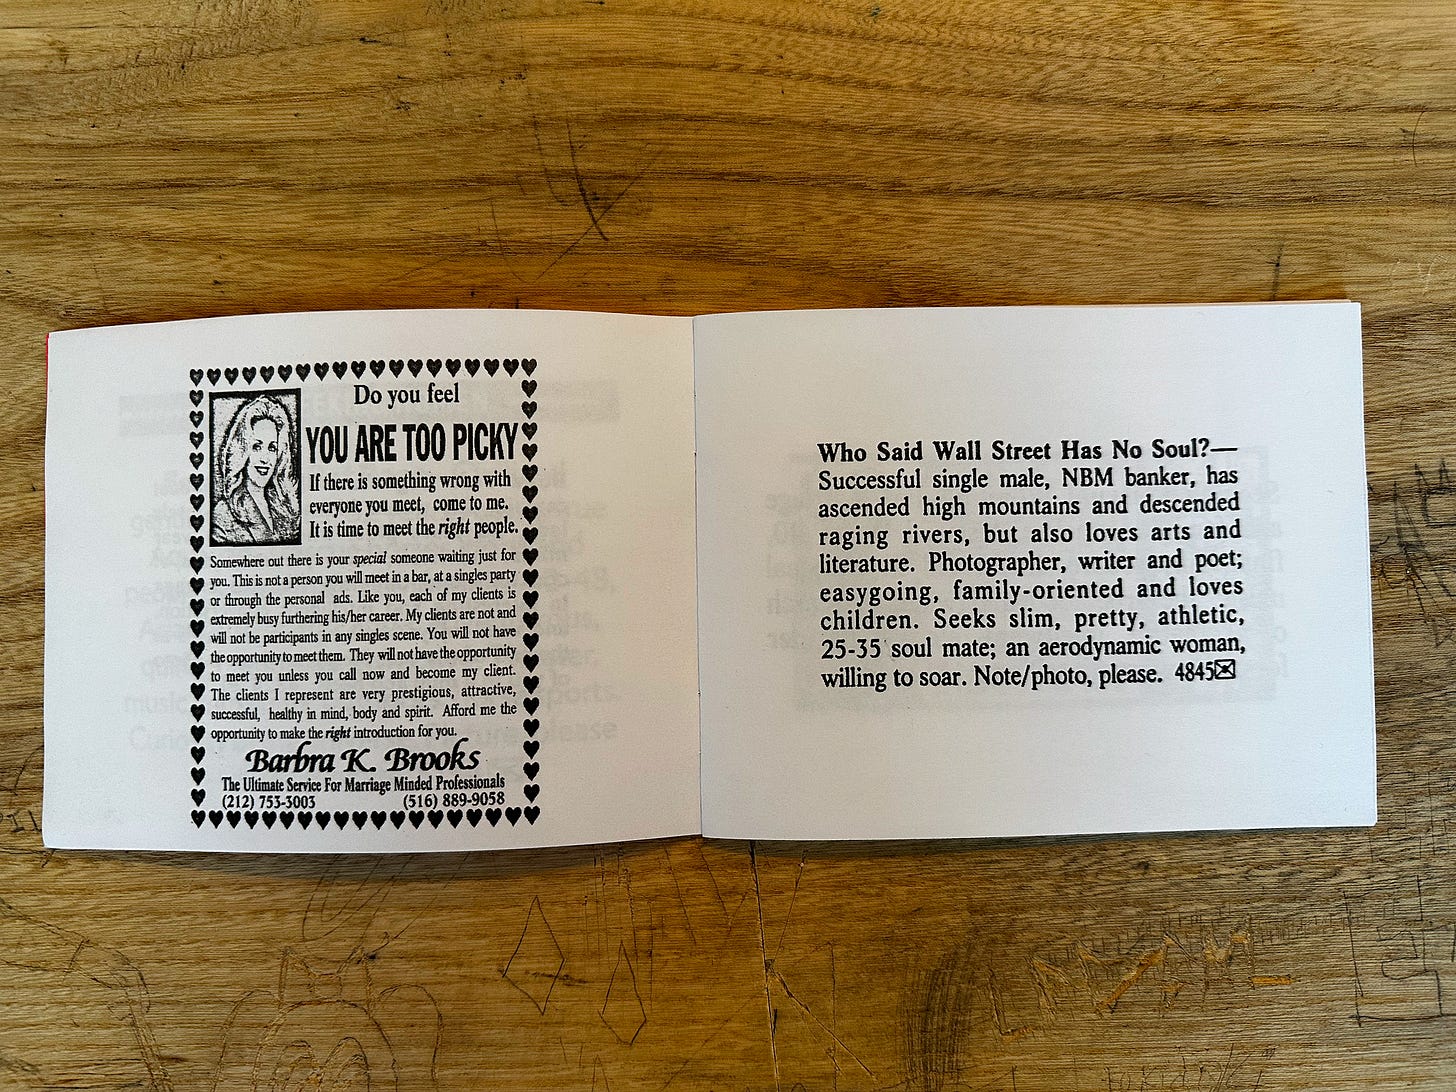 Do you feel
YOU ARE TOO PICKY
If there is something wrong with
everyone you meet, come to me.
It is time to meet the right people.
Somewhere out there is your special someone waiting just for
you. This is not a person you will meet in a bar, at a singles party
or through the personal ads. Like you, each of my clients is
extremely busy furthering his/her career. My clients are not and
will not be participants in any singles scene. You will not have
the opportunity to meet them. They will not have the opportunity
to meet you unless you call now and become my client.
The clients I represent are very prestigious, attractive,
successful, healthy in mind, body and spirit. Afford me the
opportunity to make the right introduction for you.
Barbra K. Brooks
The Ultimate Service For Marriage Minded Professionals
(212) 753-3003 (516) 889-9058
Who Said Wall Street Has No Soul?—
Successful single male, NBM banker, has
ascended high mountains and descended
raging rivers, but also loves arts and
literature. Photographer, writer and poet;
easygoing, family-oriented and loves
children. Seeks slim, pretty, athletic,
25-35 soul mate; an aerodynamic woman,
willing to soar. Note/photo, please. 4845